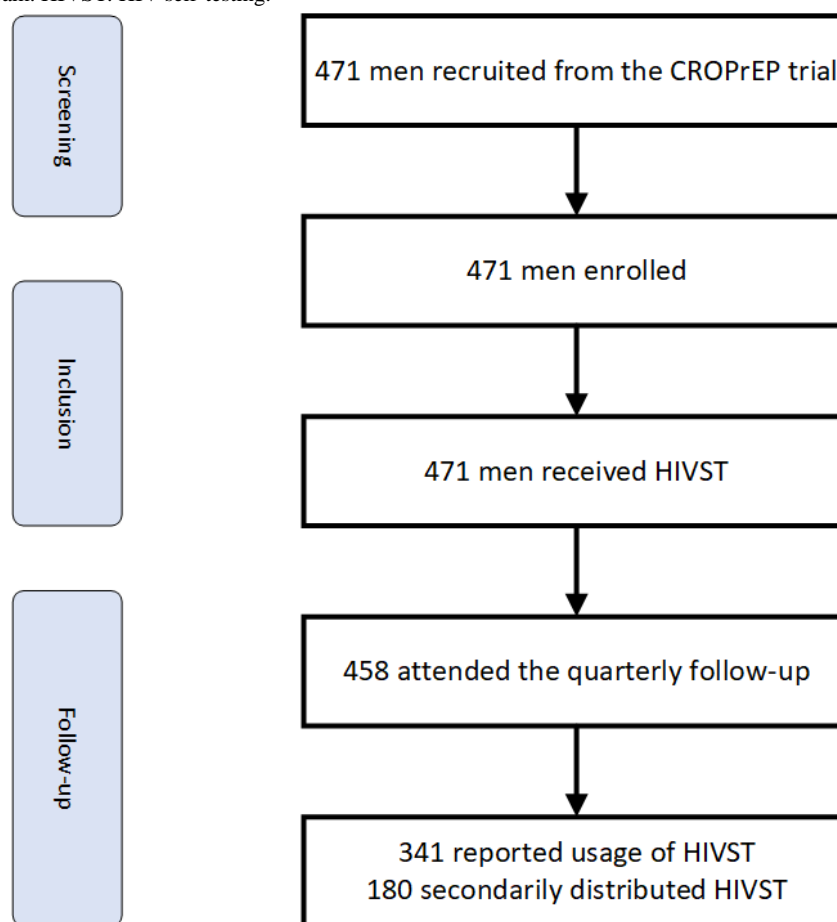 am. HIVST: HIV self-testing.
Screening
471 men recruited from the CROPrEP trial
471 men enrolled
Inclusion
471 men received HIVST
458 attended the quarterly follow-up
Follow-up
341 reported usage of HIVST
180 secondarily distributed HIVST